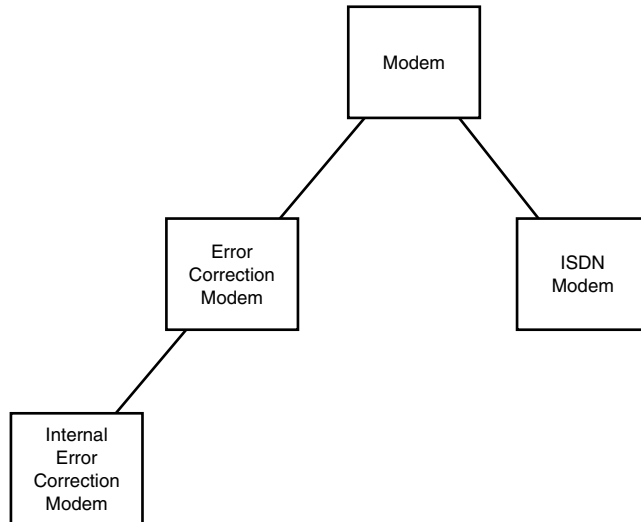 Modem
Error
Correction
Modem
ISDN
Modem
Internal
Error
Correction
Modem